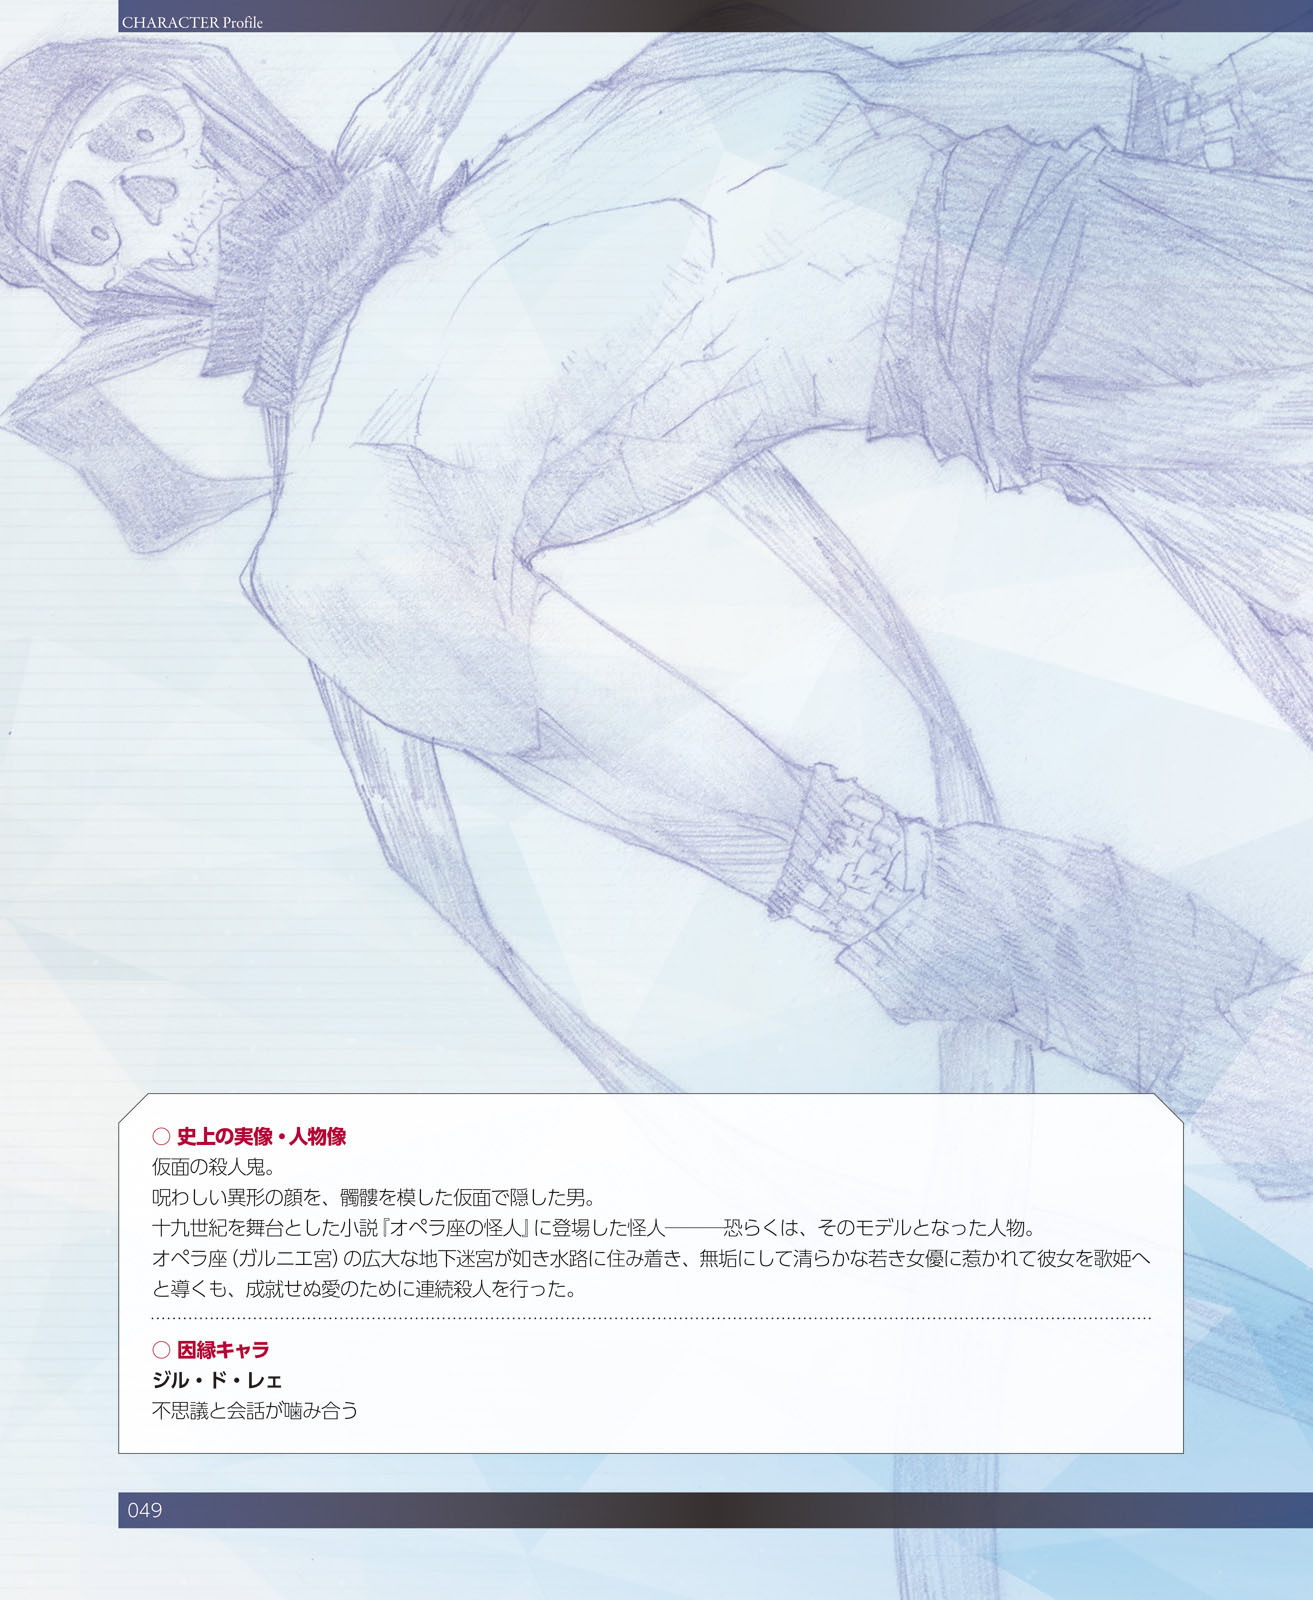 CHARACTER Profile
○ 史上の実像・人物像
仮面の殺人鬼。
呪わしい異形の顔を、髑髏を模した仮面で隠した男。
十九世紀を舞台とした小説『オペラ座の怪人』に登場した怪人———恐らくは、そのモデルとなった人物。
オペラ座（ガルニエ宮）の広大な地下迷宮が如き水路に住み着き、無垢にして清らかな若き女優に惹かれて彼女を歌姫へ
と導くも、成就せぬ愛のために連続殺人を行った。
○ 因縁キャラ
ジル・ド・レェ
不思議と会話が噛み合う
049